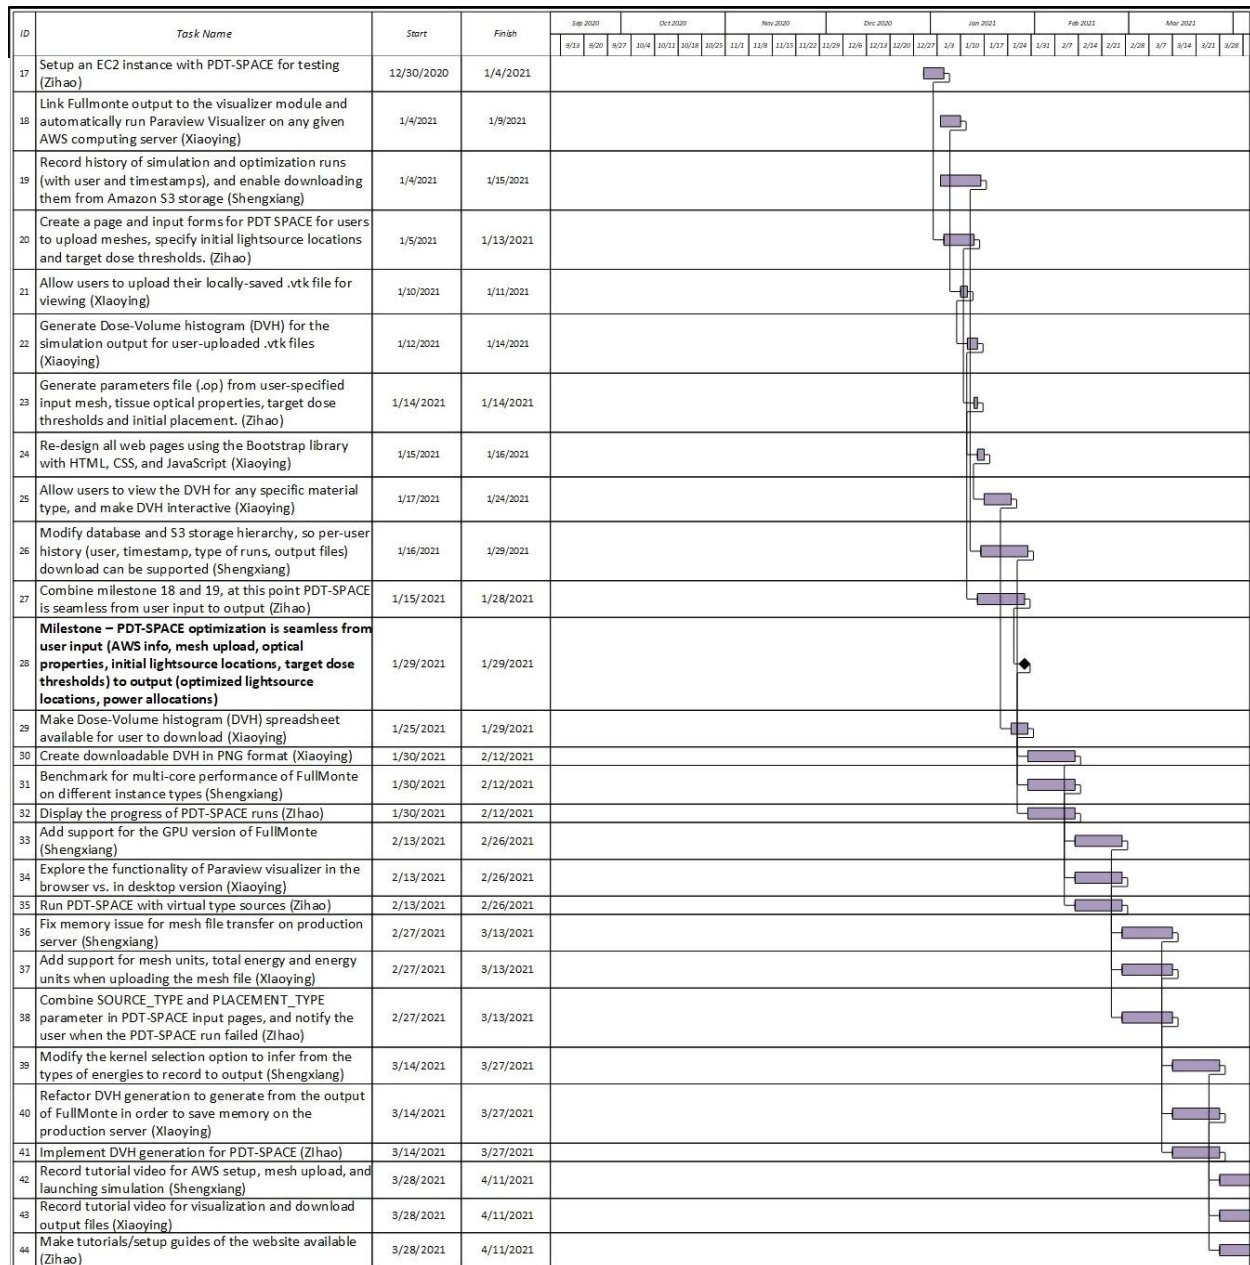 ID Task Name Start Finish Sep 2020 Oct 2020 Nov 2020 Dec 2020 Jan 2021 Feb 2021 Mar 2021
9/13 9/20 9/27 10/4 10/11 10/18 10/25 11/1 11/8 11/15 11/22 11/29 12/6 12/13 12/20 12/27 1/3 1/10 1/17 1/24 1/31 2/7 2/14 2/21 2/28 3/7 3/14 3/21 3/28
17 Setup an EC2 instance with PDT-SPACE for testing 12/30/2020 1/4/2021
(Zihao)
Link Fullmonte output to the visualizer module and
18 automatically run Paraview Visualizer on any given 1/4/2021 1/9/2021
AWS computing server (Xiaoying)
Record history of simulation and optimization runs
19 (with user and timestamps), and enable downloading 1/4/2021 1/15/2021
them from Amazon S3 storage (Shengxiang)
Create a page and input forms for PDT SPACE for users
20 to upload meshes, specify initial lightsource locations 1/5/2021 1/13/2021
and target dose thresholds. (Zihao)
21 Allow users to upload their locally-saved .vtk file for 1/10/2021 1/11/2021
viewing (XIaoying)
Generate Dose-Volume histogram (DVH) for the
22 simulation output for user-uploaded .vtk files 1/12/2021 1/14/2021
(Xiaoying)
Generate parameters file (.op) from user-specified
23 input mesh, tissue optical properties, target dose 1/14/2021 1/14/2021
thresholds and initial placement. (Zihao)
24 Re-design all web pages using the Bootstrap library 1/15/2021 1/16/2021
with HTML, CSS, and JavaScript (Xiaoying)
25 Allow users to view the DVH for any specific material 1/17/2021 1/24/2021
type, and make DVH interactive (Xiaoying)
Modify database and S3 storage hierarchy, so per-user
26 history (user, timestamp, type of runs, output files) 1/16/2021 1/29/2021
download can be supported (Shengxiang)
27 Combine milestone 18 and 19, at this point PDT-SPACE 1/15/2021 1/28/2021
is seamless from user input to output (Zihao)
Milestone – PDT-SPACE optimization is seamless from
user input (AWS info, mesh upload, optical
28 properties, initial lightsource locations, target dose 1/29/2021 1/29/2021
thresholds) to output (optimized lightsource
locations, power allocations)
29 Make Dose-Volume histogram (DVH) spreadsheet 1/25/2021 1/29/2021
available for user to download (Xiaoying)
30 Create downloadable DVH in PNG format (Xiaoying) 1/30/2021 2/12/2021
31 Benchmark for multi-core performance of FullMonte 1/30/2021 2/12/2021
on different instance types (Shengxiang)
32 Display the progress of PDT-SPACE runs (ZIhao) 1/30/2021 2/12/2021
33 Add support for the GPU version of FullMonte 2/13/2021 2/26/2021
(Shengxiang)
34 Explore the functionality of Paraview visualizer in the 2/13/2021 2/26/2021
browser vs. in desktop version (Xiaoying)
35 Run PDT-SPACE with virtual type sources (Zihao) 2/13/2021 2/26/2021
36 Fix memory issue for mesh file transfer on production 2/27/2021 3/13/2021
server (Shengxiang)
37 Add support for mesh units, total energy and energy 2/27/2021 3/13/2021
units when uploading the mesh file (XIaoying)
Combine SOURCE_TYPE and PLACEMENT_TYPE
38 parameter in PDT-SPACE input pages, and notify the 2/27/2021 3/13/2021
user when the PDT-SPACE run failed (ZIhao)
39 Modify the kernel selection option to infer from the 3/14/2021 3/27/2021
types of energies to record to output (Shengxiang)
Refactor DVH generation to generate from the output
40 of FullMonte in order to save memory on the 3/14/2021 3/27/2021
production server (XIaoying)
41 Implement DVH generation for PDT-SPACE (ZIhao) 3/14/2021 3/27/2021
42 Record tutorial video for AWS setup, mesh upload, and 3/28/2021 4/11/2021
launching simulation (Shengxiang)
43 Record tutorial video for visualization and download 3/28/2021 4/11/2021
output files (Xiaoying)
44 Make tutorials/setup guides of the website available 3/28/2021 4/11/2021
(Zihao)